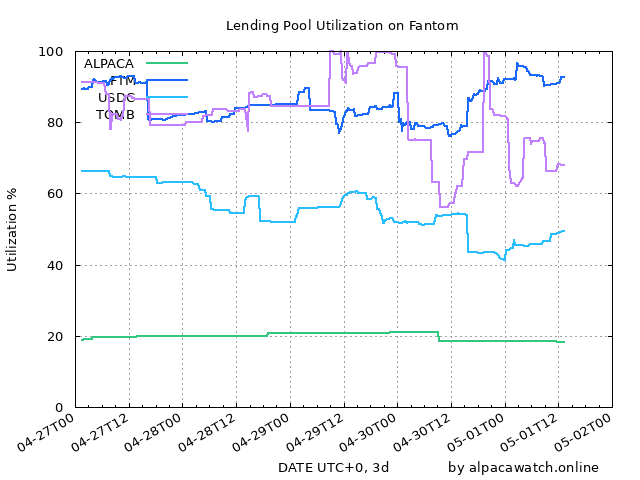 Lending Pool Utilization on Fantom
Utilization %
100
80
60
40
20
0
ALPACA
FTM
USDC
TOMB
04-27T00
04-27T12
04-28T00
04-28T12
04-29T00
04-29T12
04-30T00
04-30T12
05-01T00
05-01T12
05-02T00
DATE UTC+0, 3d
by alpacawatch.online